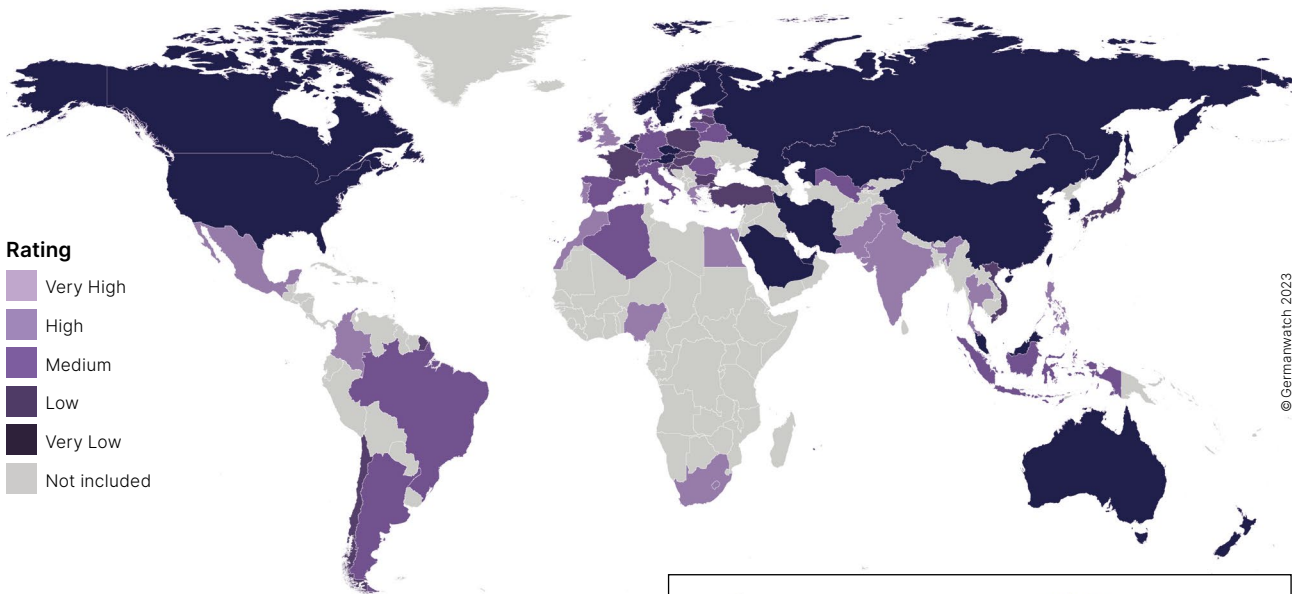 Rating
Very High
High
Medium
Low
Very Low
Not included
© Germanwatch 2023